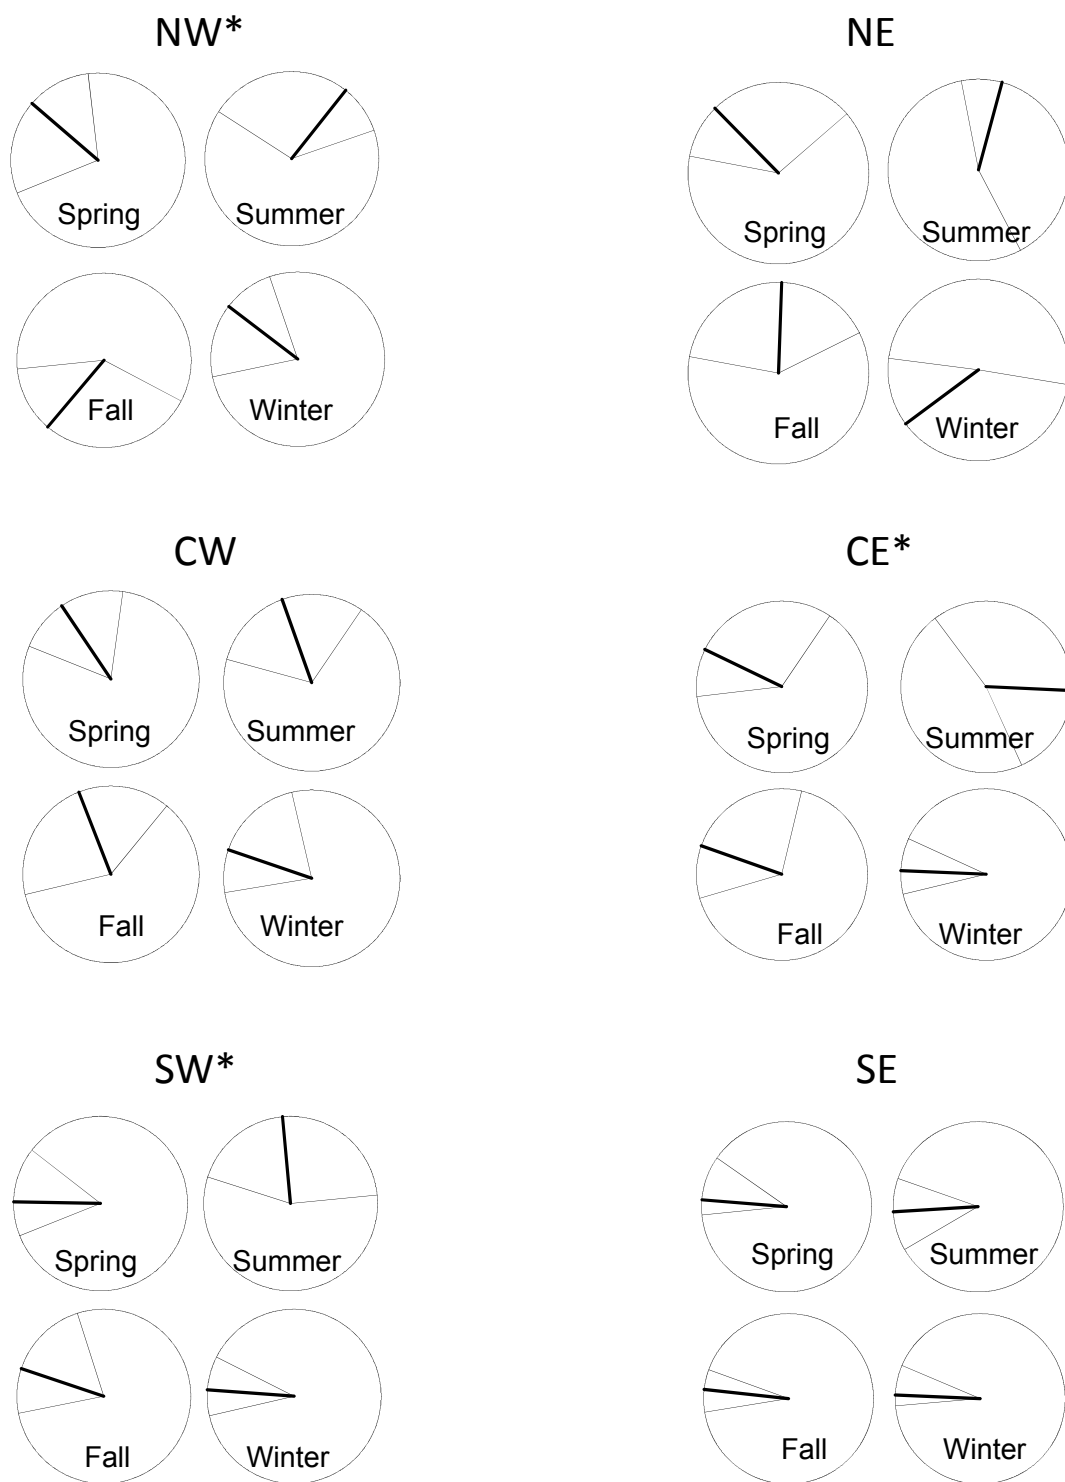 NW*
Spring
Summer
Fall
Winter
NE
Spring
Summer
Fall
Winter
CW
Spring
Summer
Fall
Winter
CE*
Spring
Summer
Fall
Winter
SW*
Spring
Summer
Fall
Winter
SE
Spring
Summer
Fall
Winter